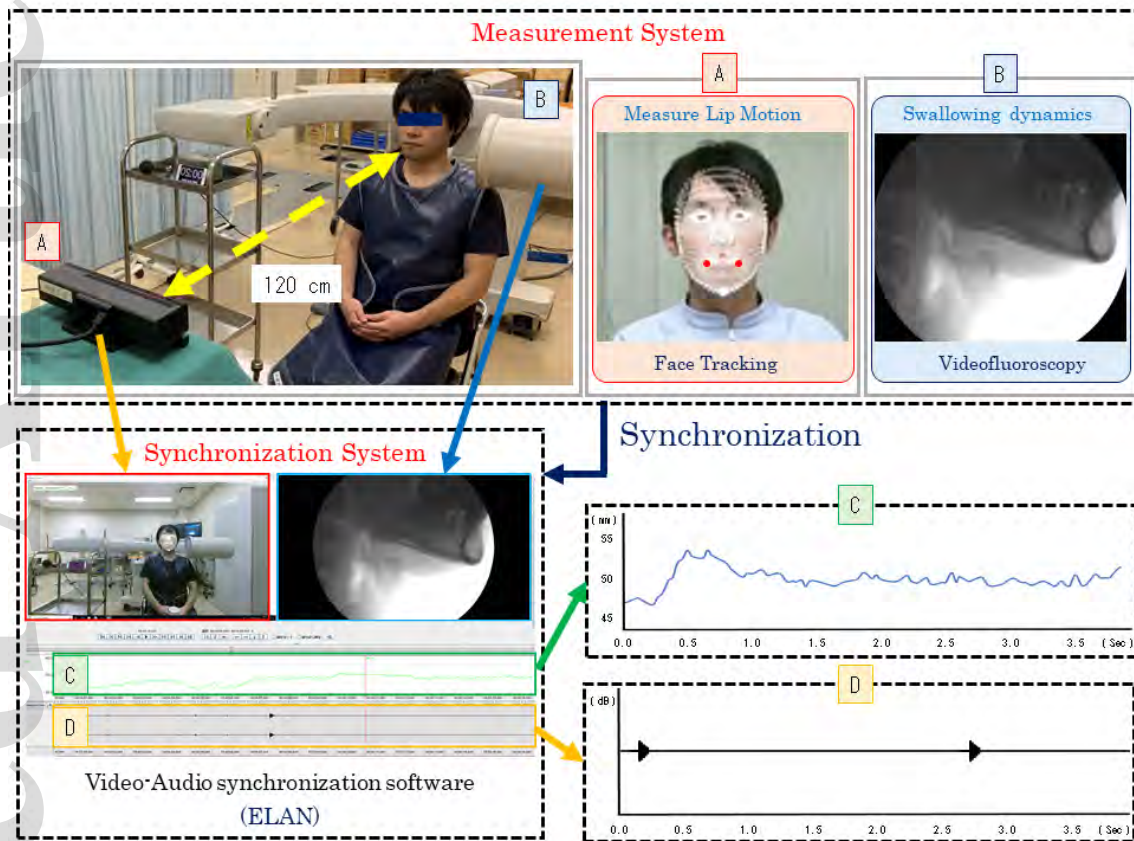 Measurement System
A
B
120 cm
A
Measure Lip Motion
Face Tracking
B
Swallowing dynamics
Videofluoroscopy
Synchronization
Synchronization System
C
D
Video-Audio synchronization software
(ELAN)
C
(mm)
55
50
45
0.0 0.5 1.0 1.5 2.0 2.5 3.0 3.5 (Sec)
D
(dB)
0.0 0.5 1.0 1.5 2.0 2.5 3.0 3.5 (Sec)